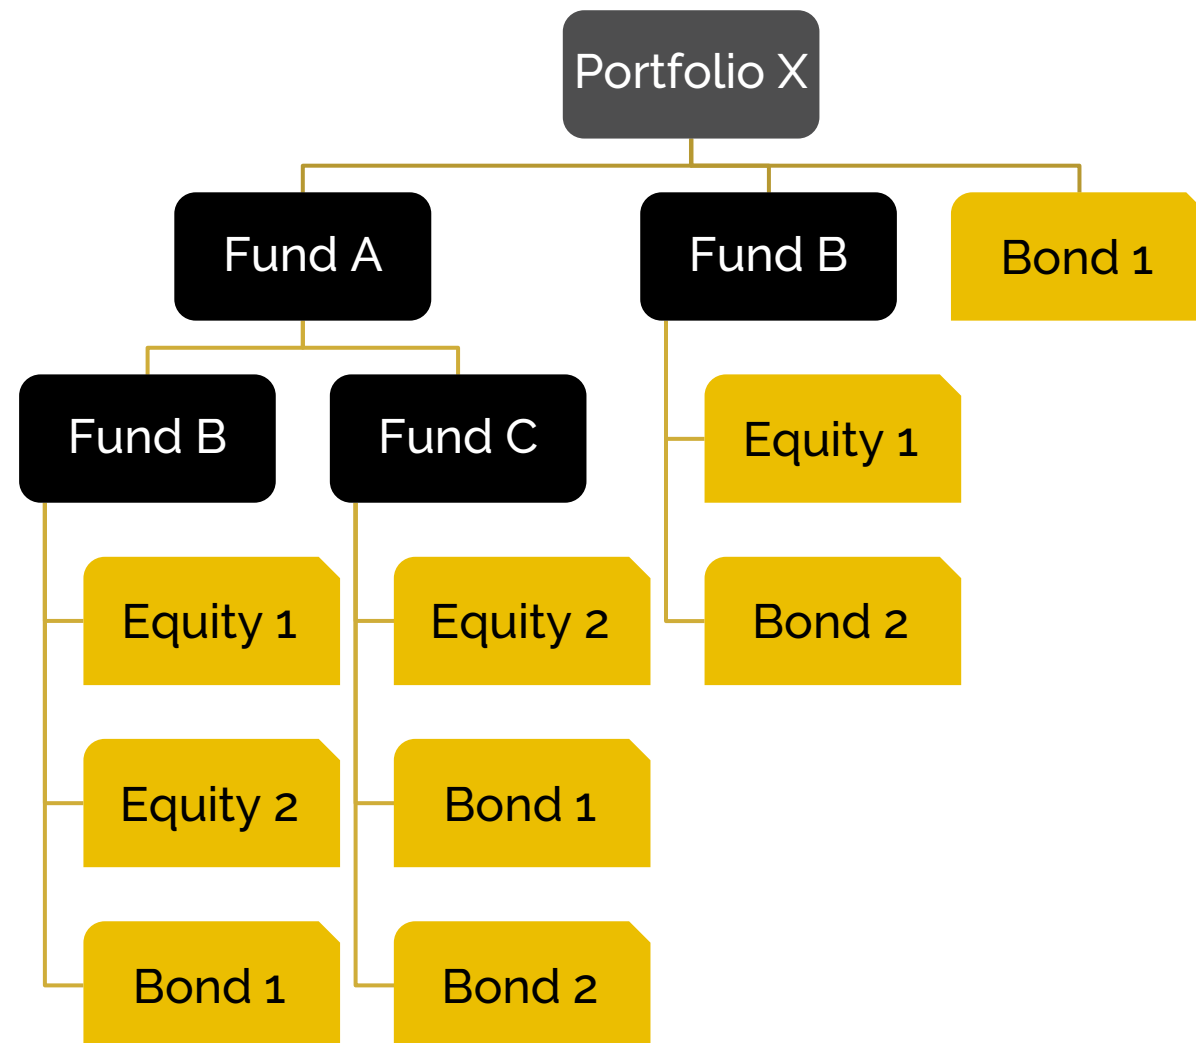 Portfolio X
Fund A
Fund B
Bond 1
Fund B
Fund C
Equity 1
Equity 1
Equity 2
Bond 2
Equity 2
Bond 1
Bond 1
Bond 2